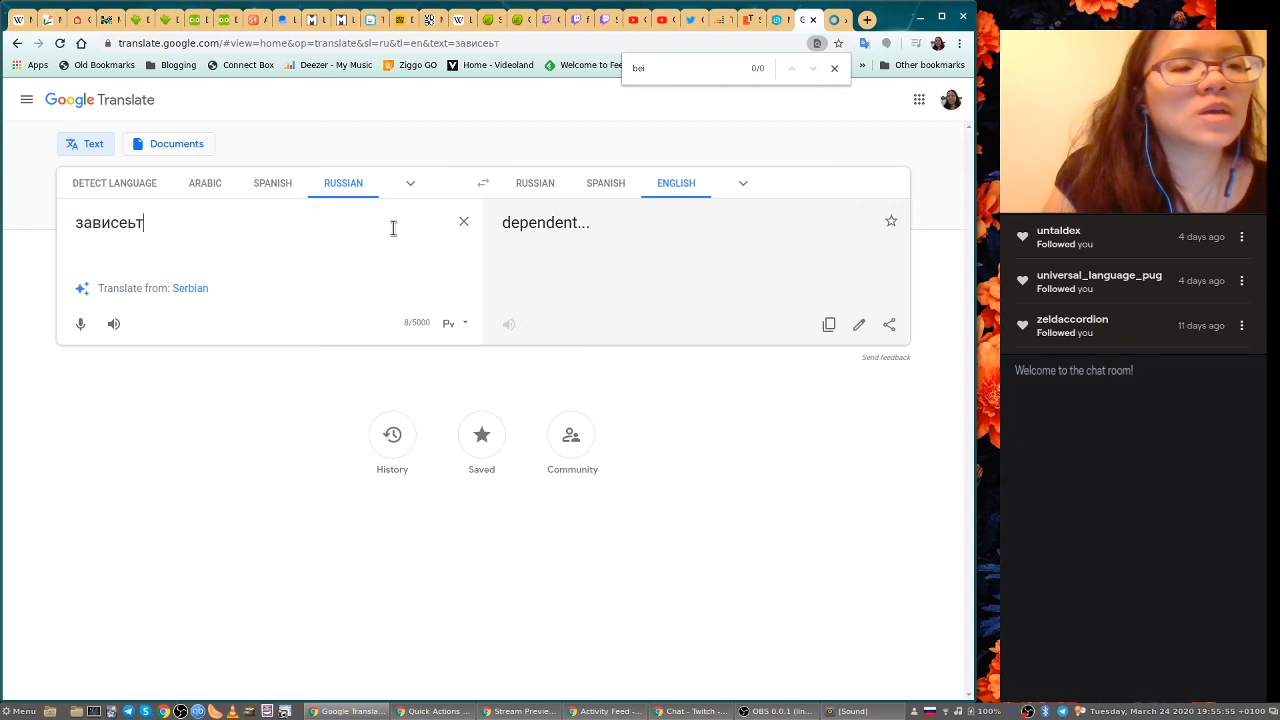 translate.google.com/#view=home&op=translate&sl=ru&tl=en&text=зависеьт
bei
0/0
Apps
Old Bookmarks
Blogging
Connect Box
Deezer - My Music
Ziggo GO
Home - Videoland
Welcome to Fee
»
Other bookmarks
Google Translate
Text
Documents
DETECT LANGUAGE
ARABIC
SPANISH
RUSSIAN
RUSSIAN
SPANISH
ENGLISH
зависеьт
dependent...
Translate from: Serbian
8/5000
Send feedback
History
Saved
Community
untaldex
Followed you
4 days ago
universal_language_pug
Followed you
4 days ago
zeldaccordion
Followed you
11 days ago
Welcome to the chat room!
Menu
Google Transla...
Quick Actions ...
Stream Preview...
Activity Feed -...
Chat - Twitch -...
OBS 0.0.1 (linu...
[Sound]
100%
Tuesday, March 24 2020 19:55:55 +0100